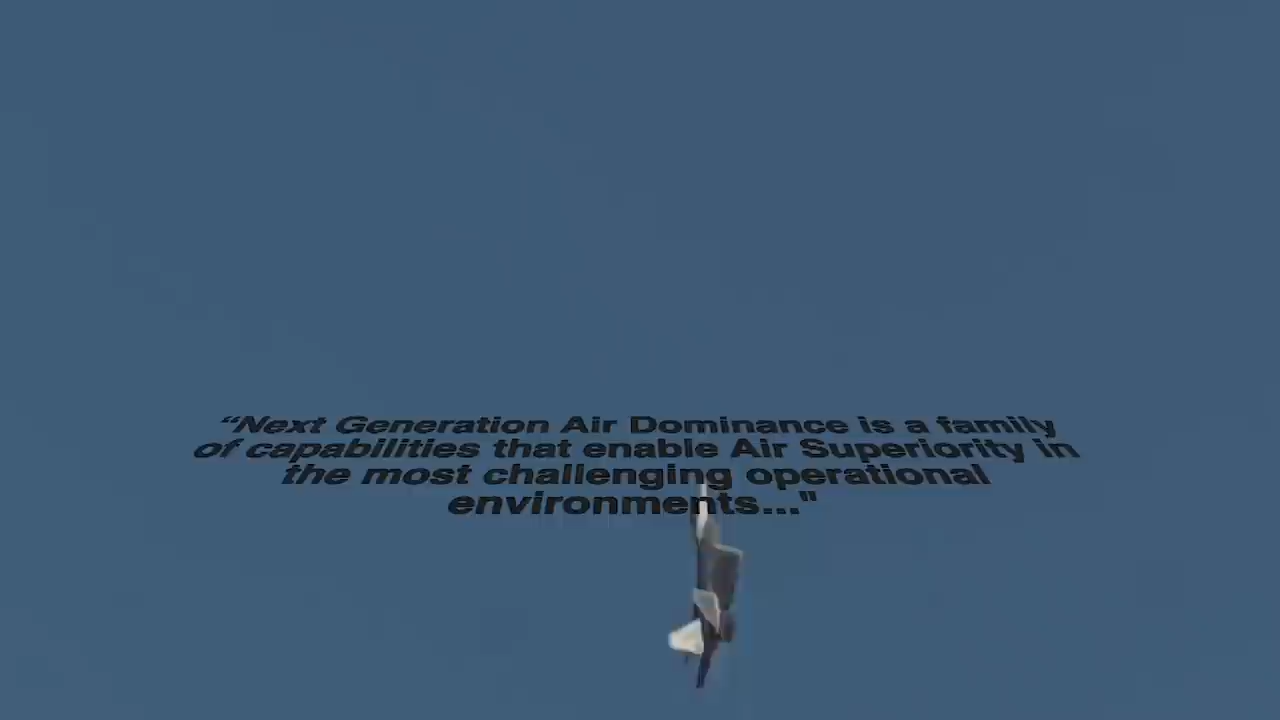 “Next Generation Air Dominance is a family
of capabilities that enable Air Superiority in
the most challenging operational
environments..."